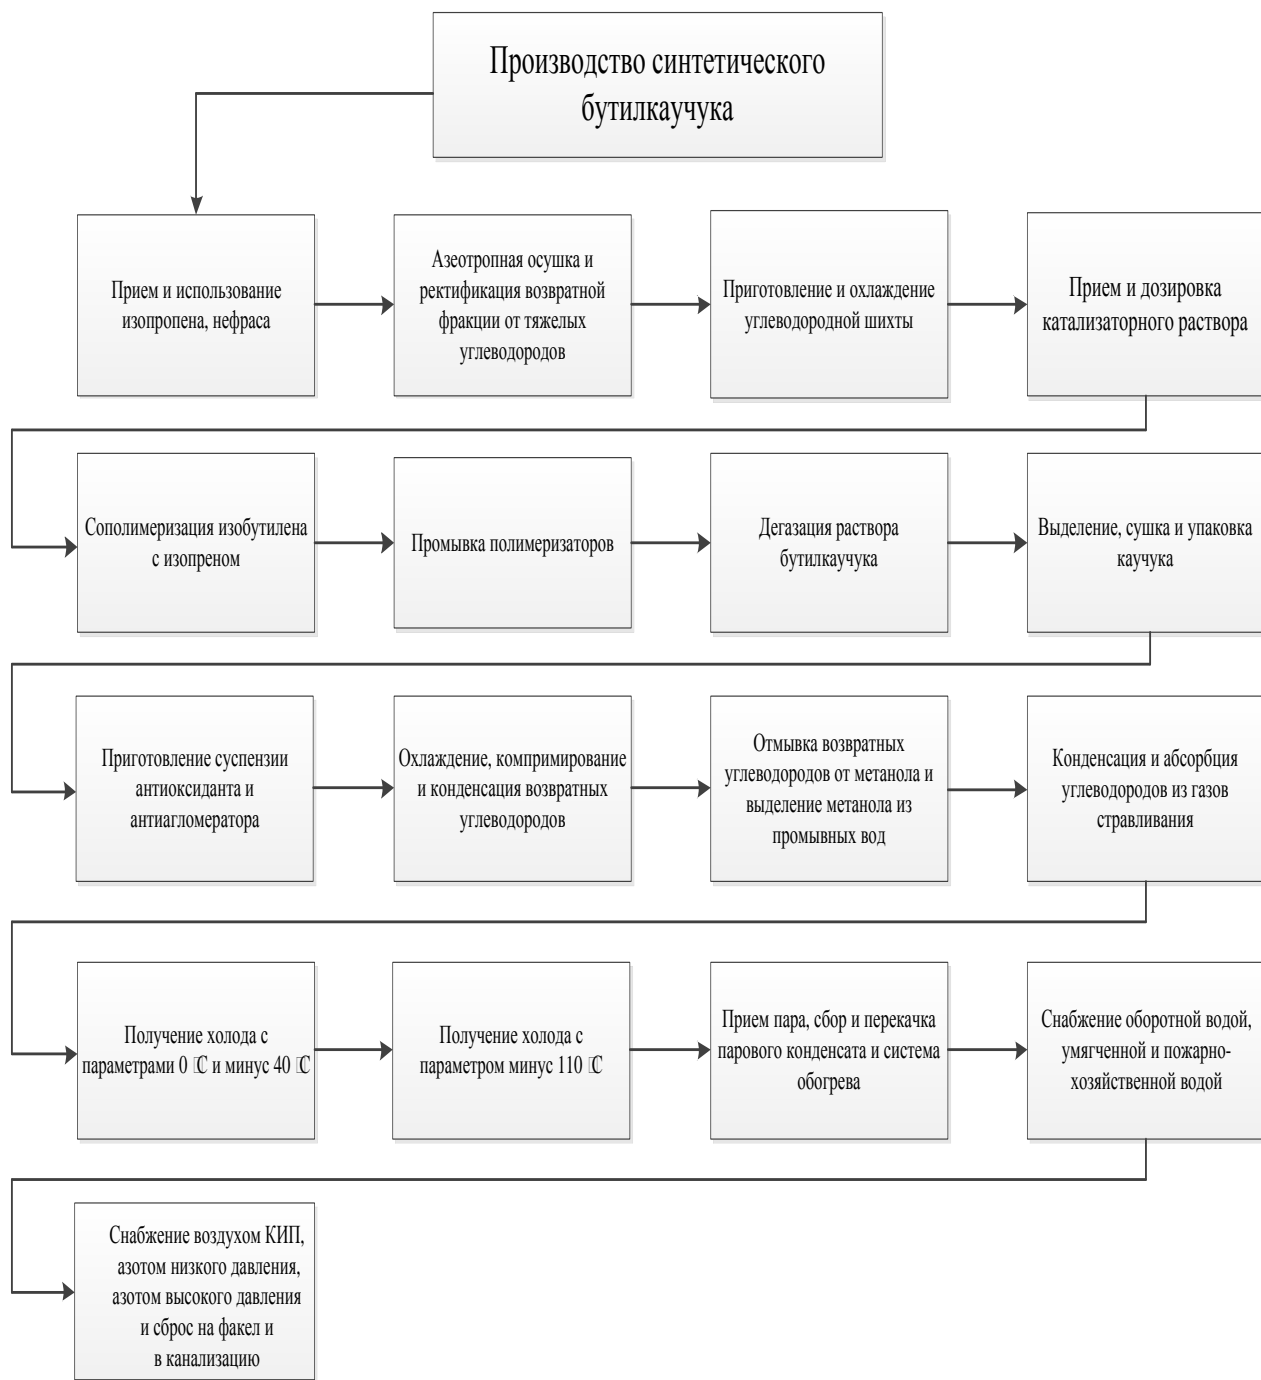 Производство синтетического
бутилкаучука
Прием и использование
изопропена, нефраса
Азеотропная осушка и
ректификация возвратной
фракции от тяжелых
углеводородов
Приготовление и охлаждение
углеводородной шихты
Прием и дозировка
катализаторного раствора
Сополимеризация изобутилена
с изопреном
Промывка полимеризаторов
Дегазация раствора
бутилкаучука
Выделение, сушка и упаковка
каучука
Приготовление суспензии
антиоксиданта и
антиагломератора
Охлаждение, компримирование
и конденсация возвратных
углеводородов
Отмывка возвратных
углеводородов от метанола и
выделение метанола из
промывных вод
Конденсация и абсорбция
углеводородов из газов
стравливания
Получение холода с
параметрами 0 С и минус 40 С
Получение холода с
параметром минус 110 С
Прием пара, сбор и перекачка
парового конденсата и система
обогрева
Снабжение оборотной водой,
умягченной и пожарно-
хозяйственной водой
Снабжение воздухом КИП,
азотом низкого давления,
азотом высокого давления
и сброс на факел и
в канализацию